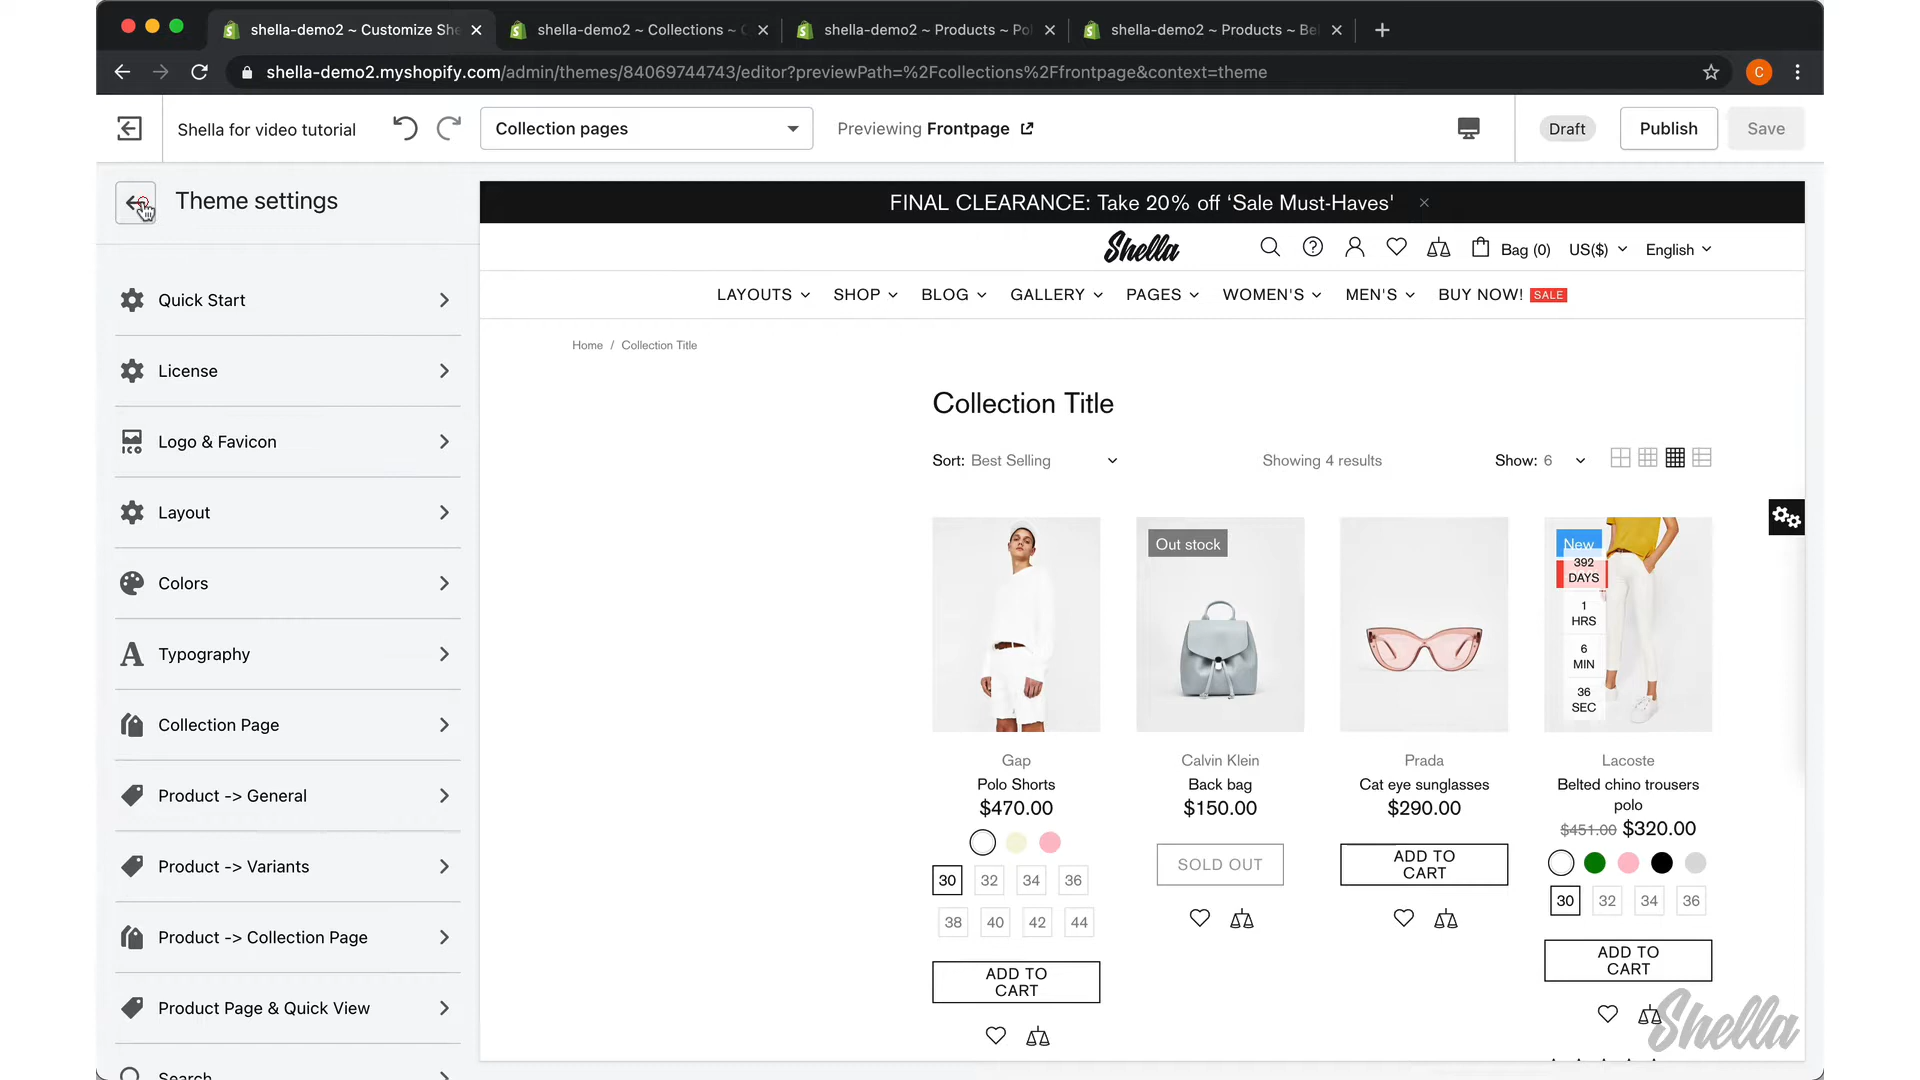 shella-demo2 ~ Customize She
shella-demo2 ~ Collections ~
shella-demo2 ~ Products ~ Pol
shella-demo2 ~ Products ~ Bel
shella-demo2.myshopify.com/admin/themes/84069744743/editor?previewPath=%2Fcollections%2Ffrontpage&context=theme
C
Shella for video tutorial
Collection pages
Previewing Frontpage
Draft
Publish
Save
Theme settings
Quick Start
License
ICO
Logo & Favicon
Layout
Colors
Typography
Collection Page
Product -> General
Product -> Variants
Product -> Collection Page
Product Page & Quick View
Search
FINAL CLEARANCE: Take 20% off ‘Sale Must-Haves'
Shella
Bag (0)
US($)
English
LAYOUTS SHOP BLOG GALLERY PAGES WOMEN'S MEN'S BUY NOW! SALE
Home / Collection Title
Collection Title
Sort: Best Selling
Showing 4 results
Show: 6
Gap
Polo Shorts
$470.00
30 32 34 36
38 40 42 44
ADD TO
CART
Out stock
Calvin Klein
Back bag
$150.00
SOLD OUT
Prada
Cat eye sunglasses
$290.00
ADD TO
CART
New
392
DAYS
1
HRS
6
MIN
36
SEC
Lacoste
Belted chino trousers
polo
$451.00 $320.00
30 32 34 36
ADD TO
CART
Shella